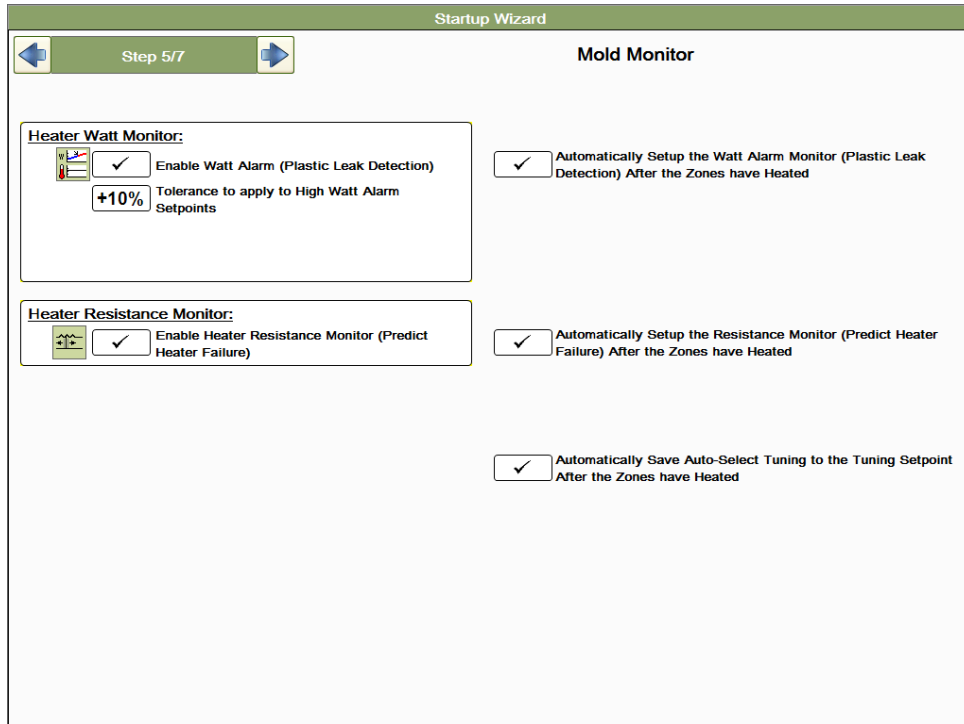 Startup Wizard
Step 5/7
Mold Monitor
Heater Watt Monitor:
Enable Watt Alarm (Plastic Leak Detection)
+10%
Tolerance to apply to High Watt Alarm
Setpoints
Automatically Setup the Watt Alarm Monitor (Plastic Leak
Detection) After the Zones have Heated
Heater Resistance Monitor:
Enable Heater Resistance Monitor (Predict
Heater Failure)
Automatically Setup the Resistance Monitor (Predict Heater
Failure) After the Zones have Heated
Automatically Save Auto-Select Tuning to the Tuning Setpoint
After the Zones have Heated